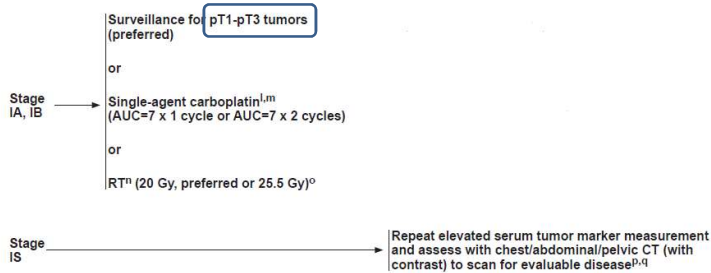 Surveillance for pT1-pT3 tumors
(preferred)
or
Stage
IA, IB
Single-agent carboplatinl,m
(AUC=7 x 1 cycle or AUC=7 x 2 cycles)
or
RTn (20 Gy, preferred or 25.5 Gy)o
Stage
IS
Repeat elevated serum tumor marker measurement
and assess with chest/abdominal/pelvic CT (with
contrast) to scan for evaluable diseasep,q